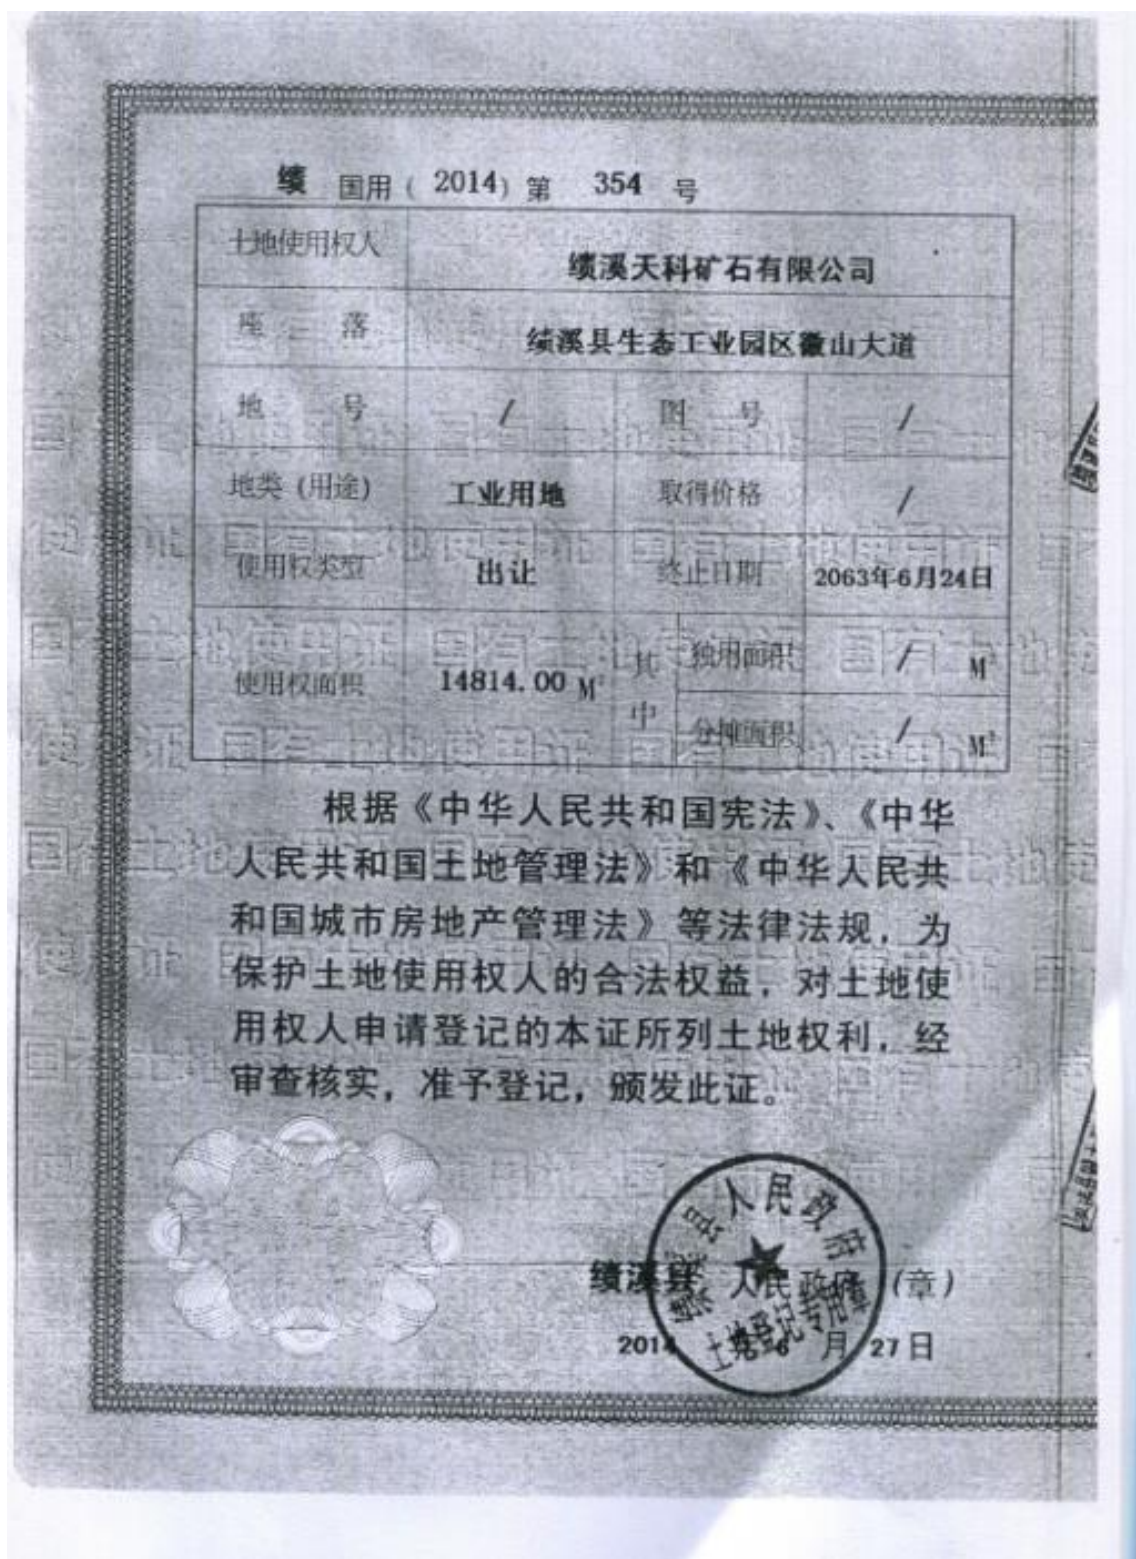 绩 国用（2014）第 354 号
土地使用权人 绩溪天科矿石有限公司
座 落 绩溪县生态工业园区徽山大道
地 号 / 图 号 /
地类（用途） 工业用地 取得价格 /
使用权类型 出让 终止日期 2063年6月24日
使用权面积 14814.00 M² 其中 独用面积 / M²
分摊面积 / M²
根据《中华人民共和国宪法》、《中华
人民共和国土地管理法》和《中华人民共
和国城市房地产管理法》等法律法规，为
保护土地使用权人的合法权益，对土地使
用权人申请登记的本证所列土地权利，经
审查核实，准予登记，颁发此证。
绩溪县人民政府
土地登记专用章
绩溪县 人民政府（章）
2014 6 月 27 日